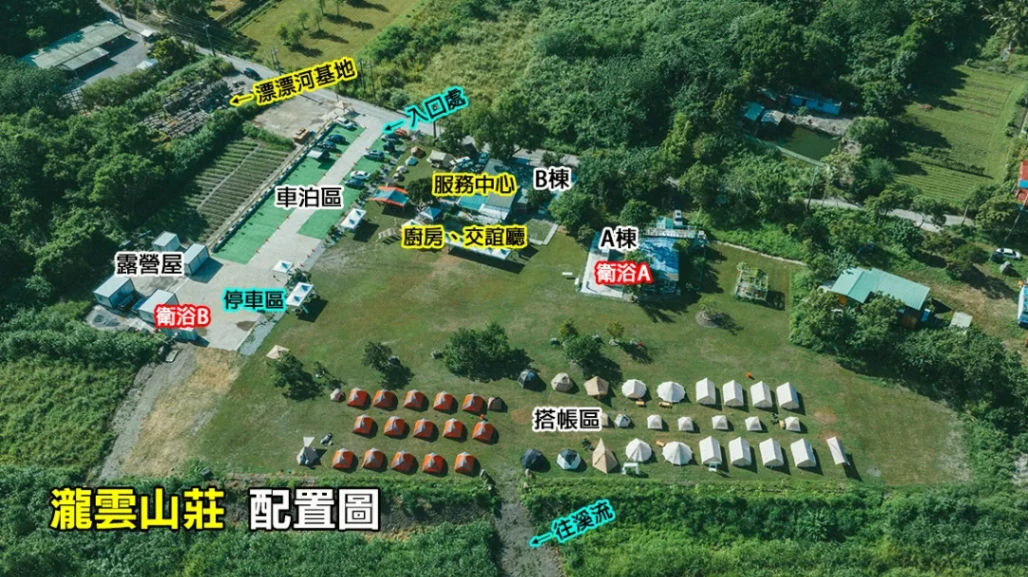 ←漂漂河基地
←入口處
服務中心
B棟
車泊區
廚房、交誼廳
A棟
露營屋
衛浴A
停車區
衛浴B
搭帳區
瀧雲山莊 配置圖
←往溪流